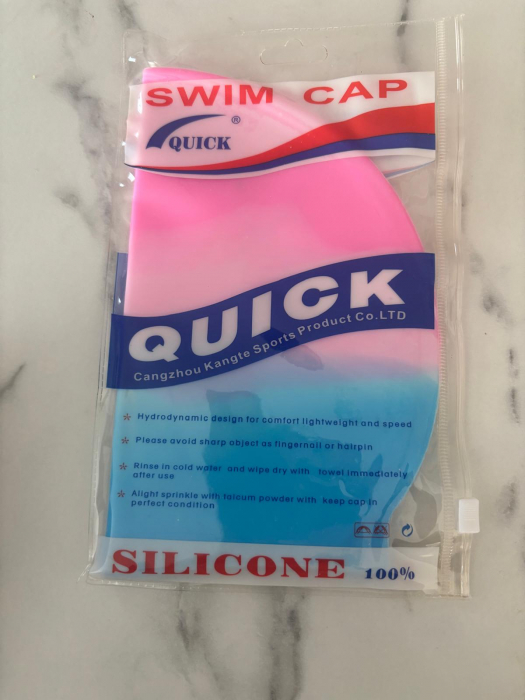 SWIM CAP
QUICK ®
QUICK
Cangzhou Kangte Sports Product Co.LTD
* Hydrodynamic design for comfort lightweight and speed
* Please avoid sharp object as fingernail or hairpin
* Rinse in cold water and wipe dry with towel immediately
after use
* Alight sprinkle with talcum powder with keep cap in
perfect condition
SILICONE 100%